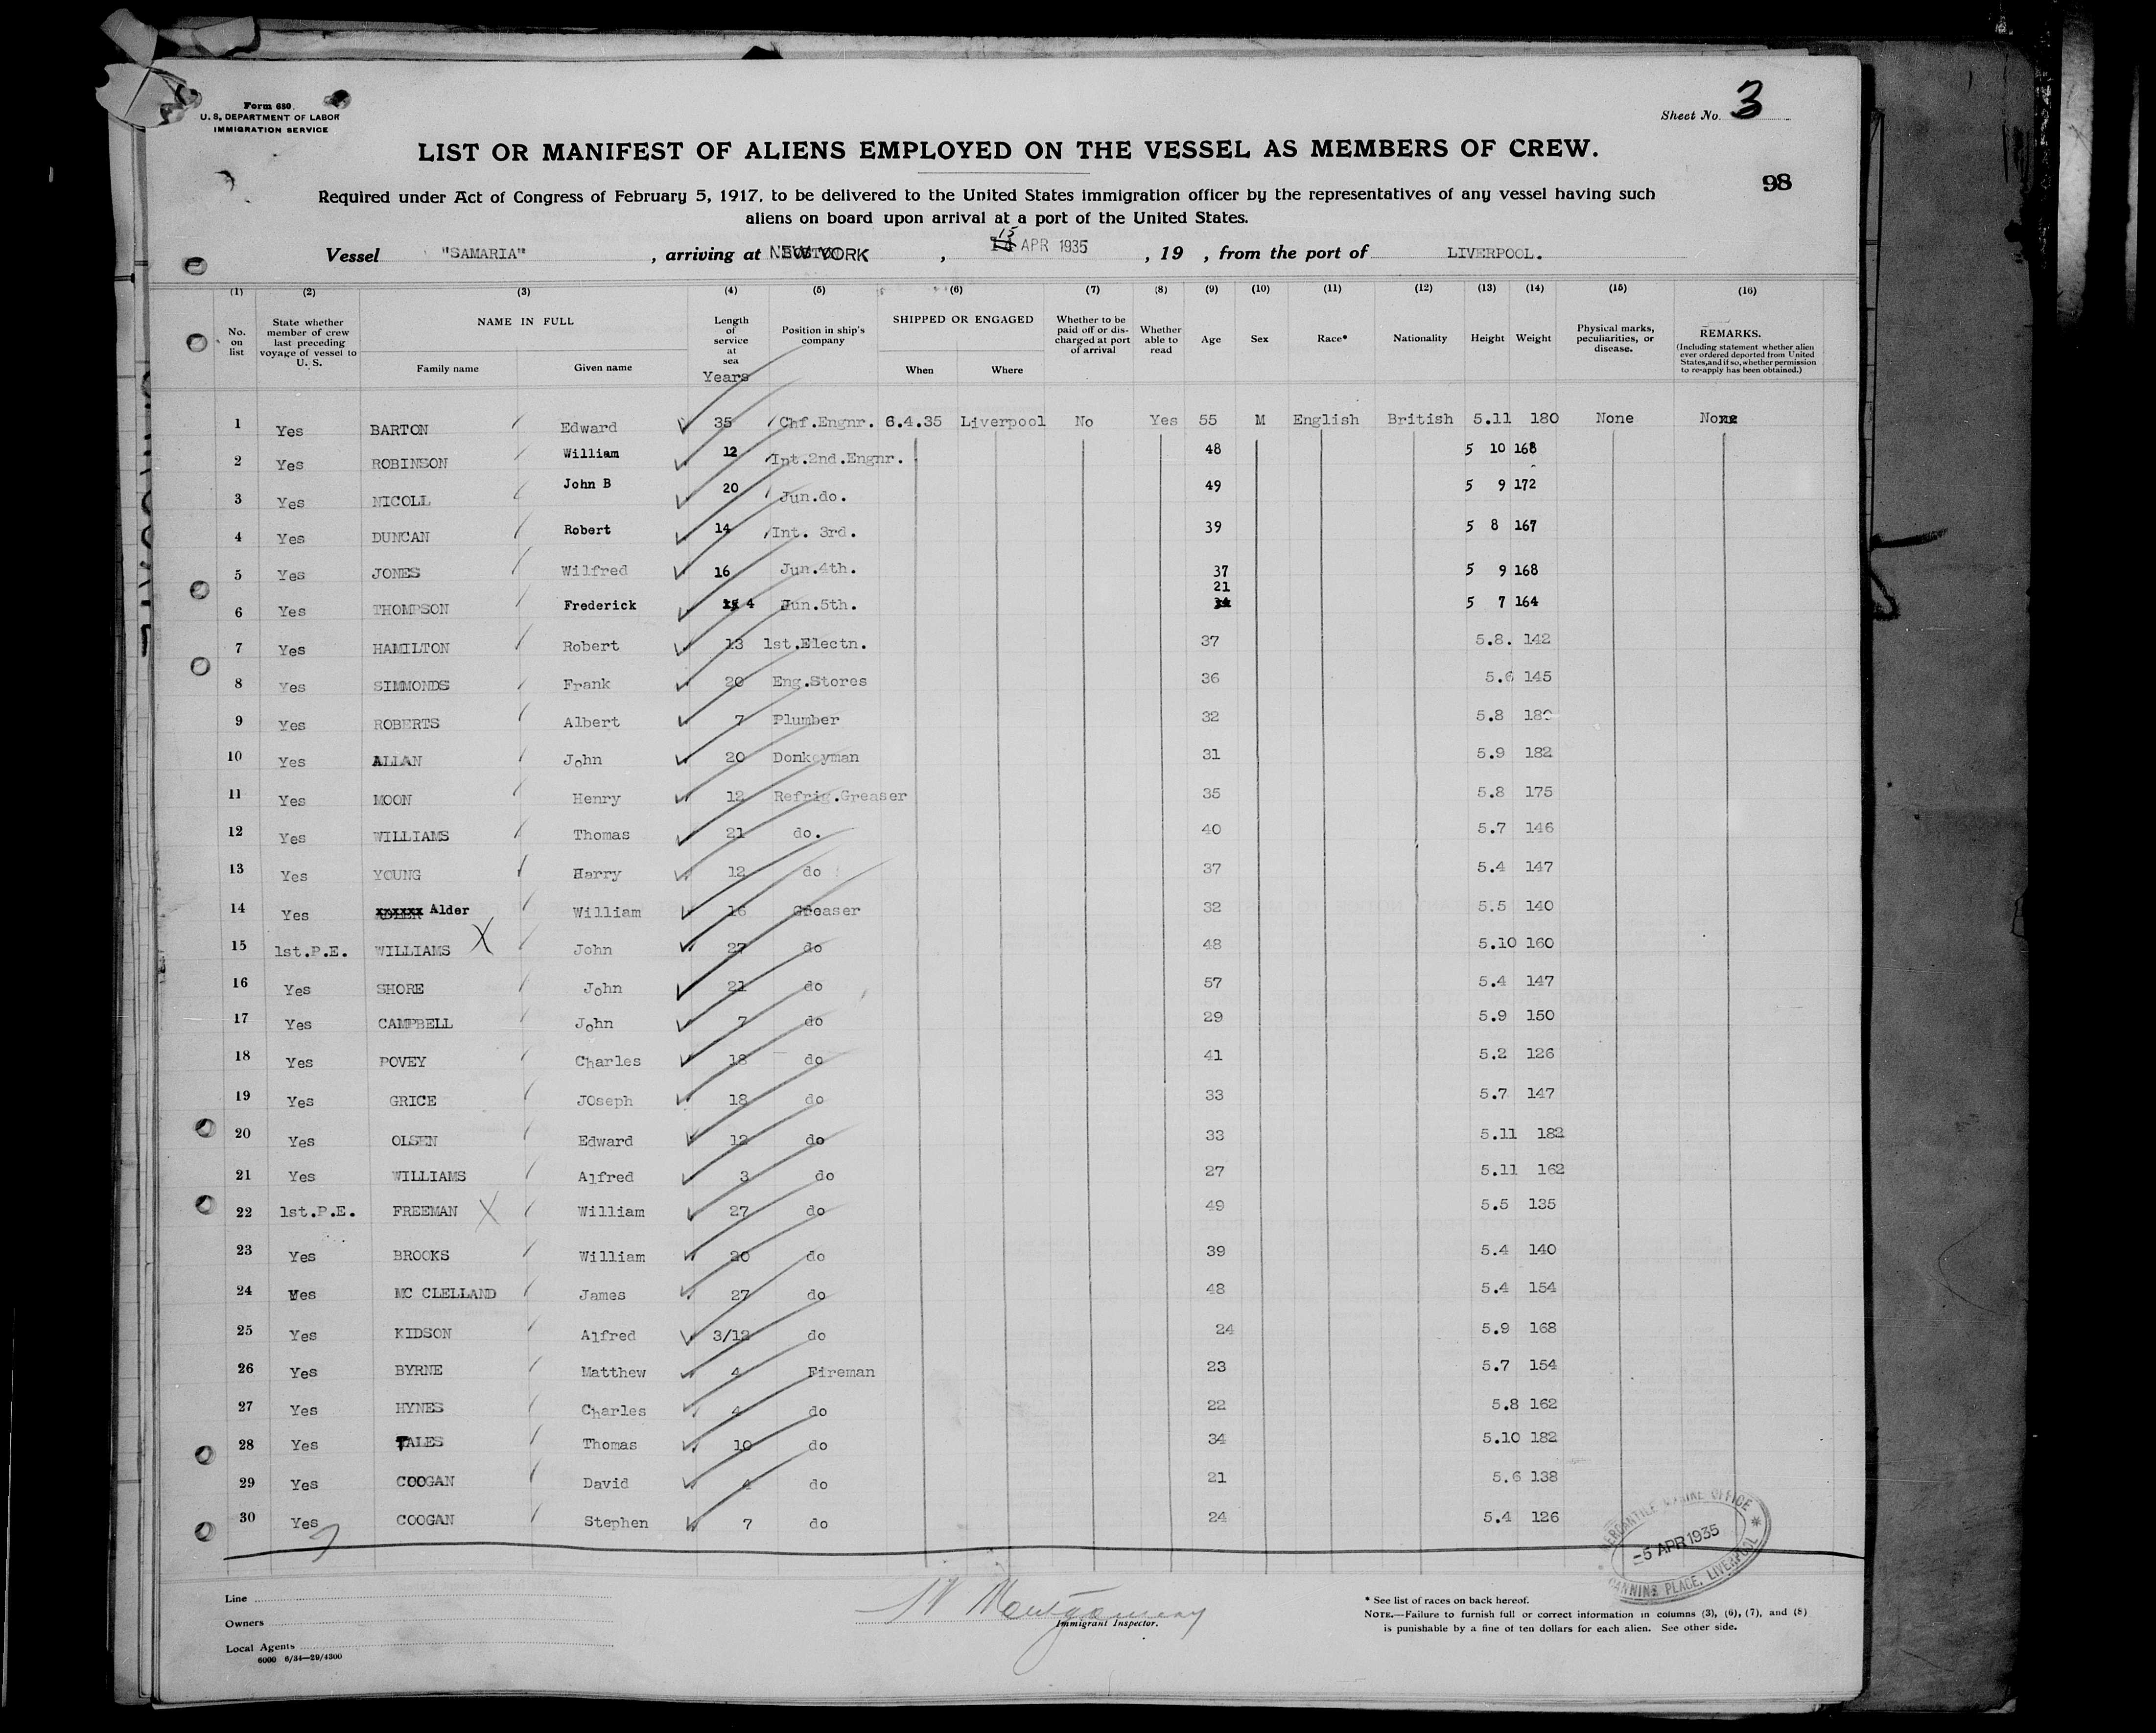 Form 680.
U. S. DEPARTMENT OF LABOR
IMMIGRATION SERVICE
Sheet No. 3
LIST OR MANIFEST OF ALIENS EMPLOYED ON THE VESSEL AS MEMBERS OF CREW.
98
Required under Act of Congress of February 5, 1917, to be delivered to the United States immigration officer by the representatives of any vessel having such
aliens on board upon arrival at a port of the United States.
Vessel "SAMARIA", arriving at NEW YORK, 15 APR 1935, 19 , from the port of LIVERPOOL.
(1) (2) (3) (4) (5) (6) (7) (8) (9) (10) (11) (12) (13) (14) (15) (16)
No. on list State whether member of crew last preceding voyage of vessel to U. S. NAME IN FULL Family name Given name Length of service at sea Years Position in ship's company SHIPPED OR ENGAGED When Where Whether to be paid off or discharged at port of arrival Whether able to read Age Sex Race* Nationality Height Weight Physical marks, peculiarities, or disease. REMARKS. (Including statement whether alien ever ordered deported from United States, and if so, whether permission to re-apply has been obtained.)
1 Yes BARTON Edward 35 Chf.Engnr. 6.4.35 Liverpool No Yes 55 M English British 5.11 180 None None
2 Yes ROBINSON William 12 Int.2nd.Engnr. 48 5 10 168
3 Yes NICOLL John B 20 Jun.do. 49 5 9 172
4 Yes DUNCAN Robert 14 Int. 3rd. 39 5 8 167
5 Yes JONES Wilfred 16 Jun.4th. 37 5 9 168
6 Yes THOMPSON Frederick 4 Jun.5th. 21 5 7 164
7 Yes HAMILTON Robert 13 1st.Electn. 37 5.8. 142
8 Yes SIMMONDS Frank 20 Eng.Stores 36 5.6 145
9 Yes ROBERTS Albert 7 Plumber 32 5.8
10 Yes ALLAN John 20 Donkeyman 31 5.9 182
11 Yes MOON Henry 12 Refrig.Greaser 35 5.8 175
12 Yes WILLIAMS Thomas 21 do. 40 5.7 146
13 Yes YOUNG Harry 12 do 37 5.4 147
14 Yes Alder William 16 Greaser 32 5.5 140
15 1st.P.E. WILLIAMS X John 27 do 48 5.10 160
16 Yes SHORE John 21 do 57 5.4 147
17 Yes CAMPBELL John 7 do 29 5.9 150
18 Yes POVEY Charles 18 do 41 5.2 126
19 Yes GRICE JOseph 18 do 33 5.7 147
20 Yes OLSEN Edward 12 do 33 5.11 182
21 Yes WILLIAMS Alfred 3 do 27 5.11 162
22 1st.P.E. FREEMAN X William 27 do 49 5.5 135
23 Yes BROOKS William 20 do 39 5.4 140
24 Yes MC CLELLAND James 27 do 48 5.4 154
25 Yes KIDSON Alfred 3/12 do 24 5.9 168
26 Yes BYRNE Matthew 4 Fireman 23 5.7 154
27 Yes HYNES Charles 4 do 22 5.8 162
28 Yes TALES Thomas 10 do 34 5.10 182
29 Yes COOGAN David 4 do 21 5.6 138
30 Yes COOGAN Stephen 7 do 24 5.4 126
MERCANTILE MARINE OFFICE
-5 APR 1935
CANNING PLACE, LIVERPOOL
Line
Owners
Local Agents
6000 6/34—29/4300
Montgomery
Immigrant Inspector.
* See list of races on back hereof.
NOTE.—Failure to furnish full or correct information in columns (3), (6), (7), and (8)
is punishable by a fine of ten dollars for each alien. See other side.